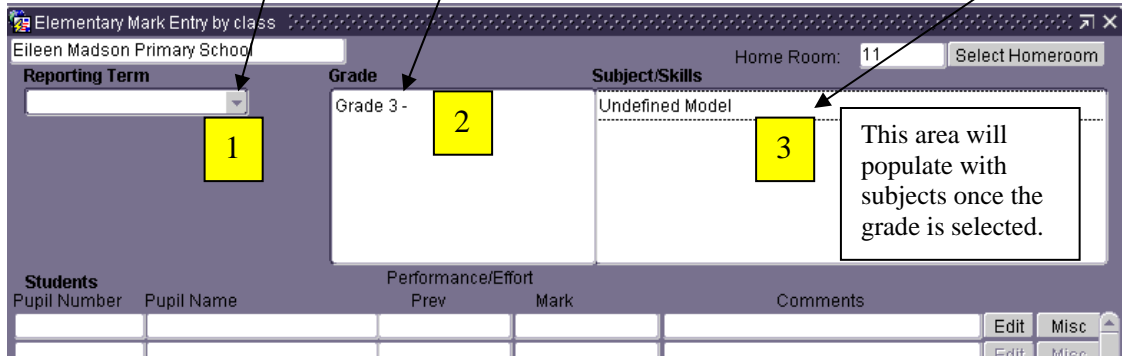 Elementary Mark Entry by class
Eileen Madson Primary School
Home Room: 11 Select Homeroom
Reporting Term Grade Subject/Skills
Grade 3 - Undefined Model
1 2 3
This area will
populate with
subjects once the
grade is selected.
Students Performance/Effort
Pupil Number Pupil Name Prev Mark Comments
Edit Misc
Edit Misc